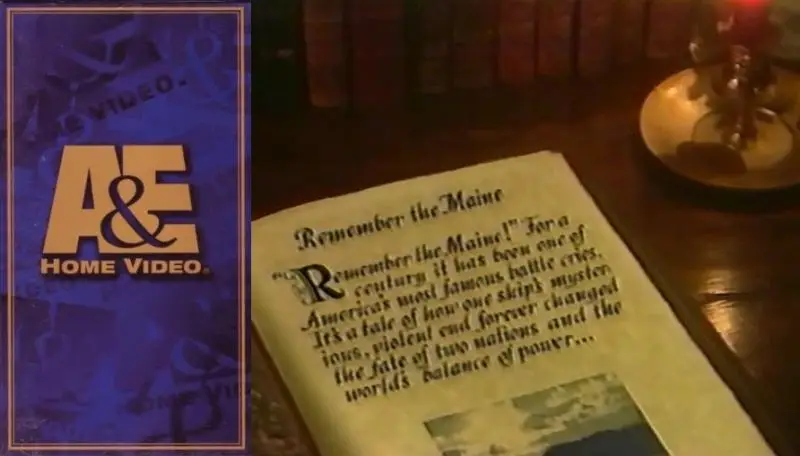 A&E
HOME VIDEO®
HOME VIDEO.
Remember the Maine
"Remember the Maine!" For a
century it has been one of
America's most famous battle cries.
It's a tale of how one ship's myster-
ious, violent end forever changed
the fate of two nations and the
world's balance of power...